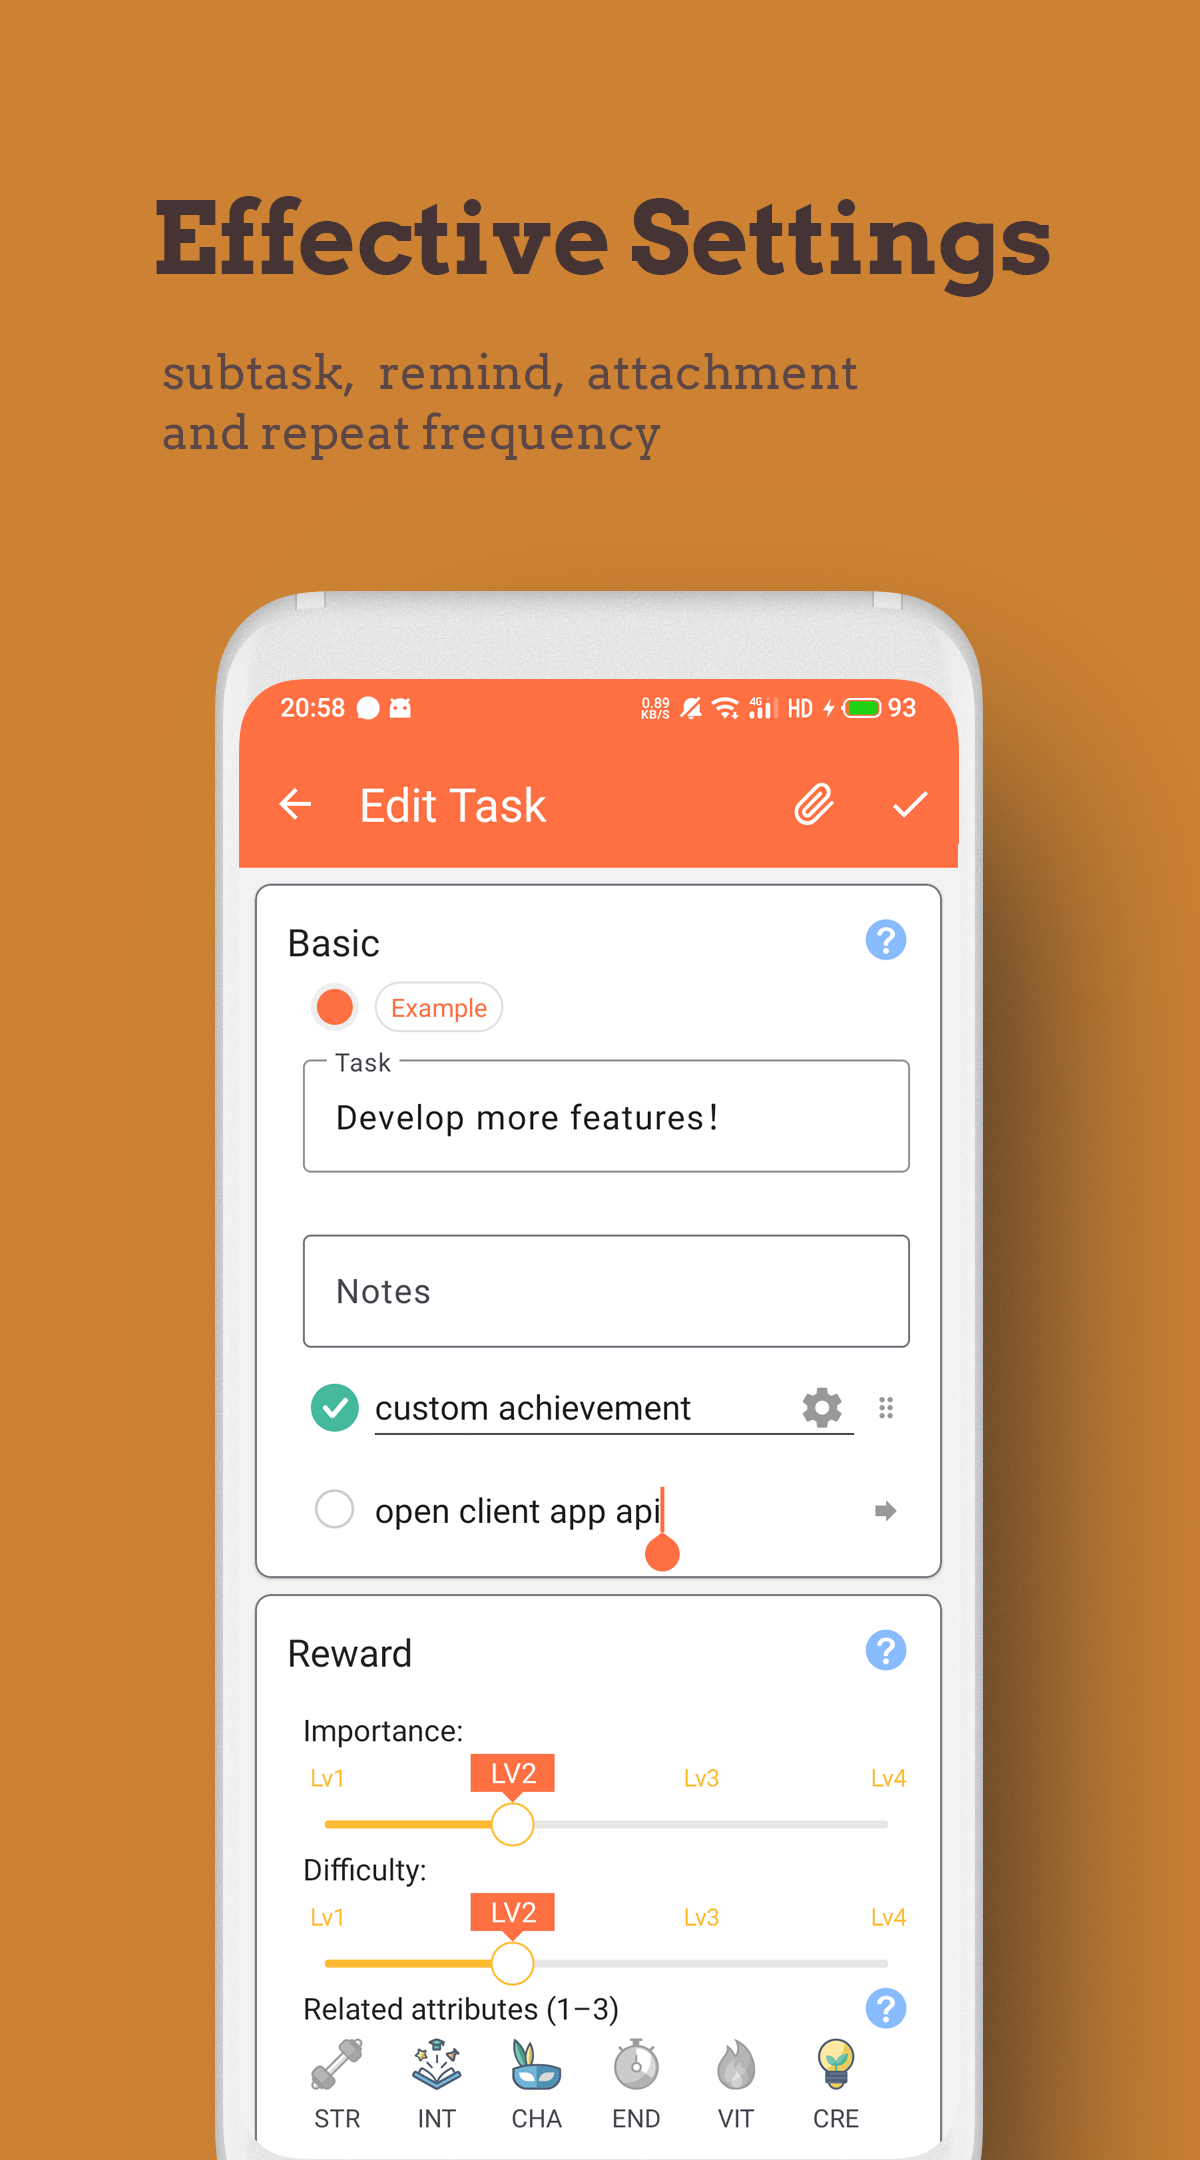 Effective Settings
subtask, remind, attachment
and repeat frequency
20:58 0.89 KB/S 4G HD 93
Edit Task
Basic
?
Example
Task
Develop more features!
Notes
custom achievement
open client app api
Reward
?
Importance:
Lv1 LV2 Lv3 Lv4
Difficulty:
Lv1 LV2 Lv3 Lv4
Related attributes (1–3)
?
STR INT CHA END VIT CRE